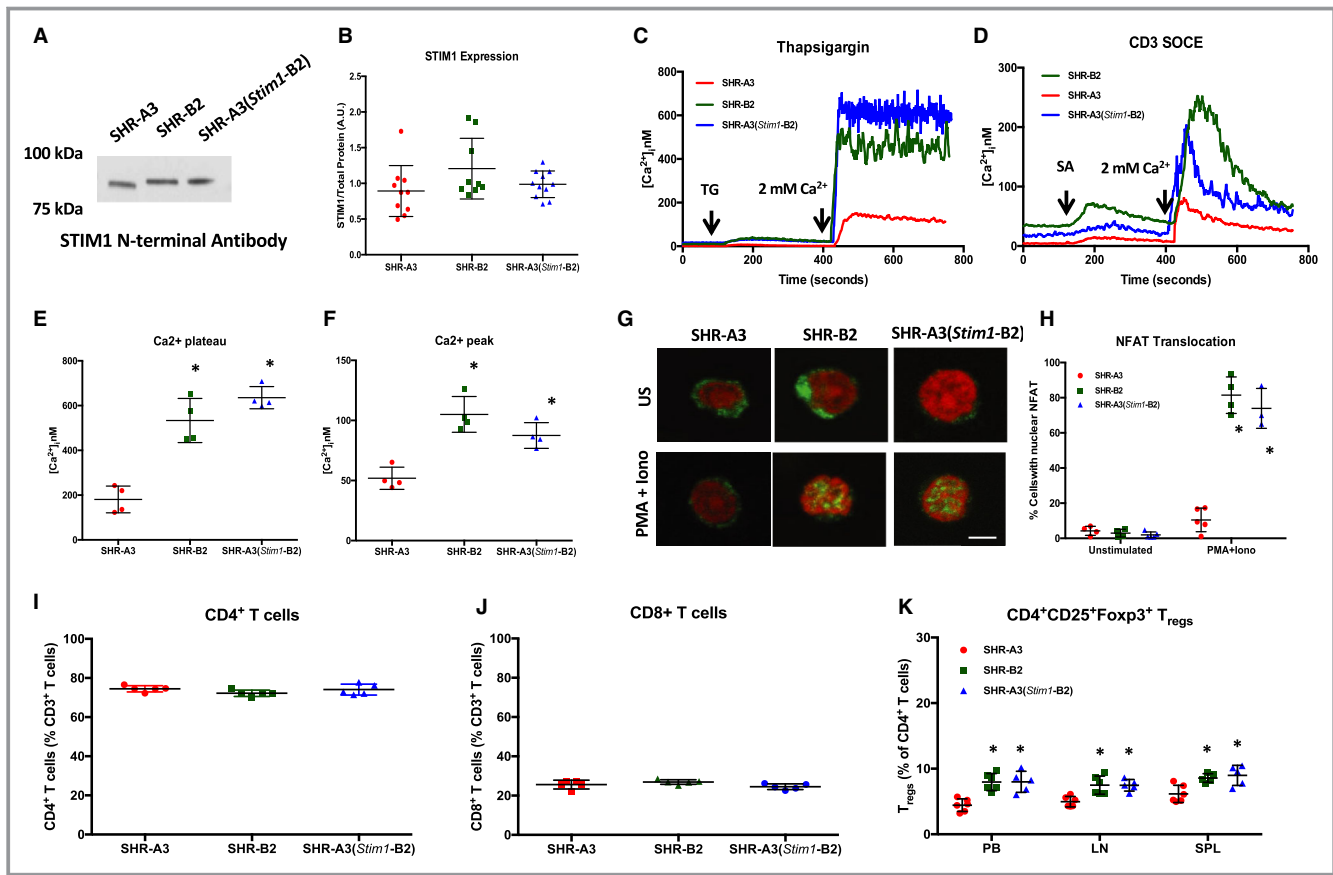 A
SHR-A3
SHR-B2
SHR-A3(Stim1-B2)
100 kDa
75 kDa
STIM1 N-terminal Antibody
B
STIM1 Expression
STIM1/Total Protein (A.U.)
2.5
2.0
1.5
1.0
0.5
0.0
SHR-A3
SHR-B2
SHR-A3(Stim1-B2)
C
Thapsigargin
[Ca²⁺]ᵢnM
800
600
400
200
0
SHR-A3
SHR-B2
SHR-A3(Stim1-B2)
TG
2 mM Ca²⁺
0 200 400 600 800
Time (seconds)
D
CD3 SOCE
[Ca²⁺]ᵢnM
300
200
100
0
SHR-B2
SHR-A3
SHR-A3(Stim1-B2)
SA
2 mM Ca²⁺
0 200 400 600 800
Time (seconds)
E
Ca2+ plateau
[Ca²⁺]ᵢnM
800
600
400
200
0
* *
SHR-A3
SHR-B2
SHR-A3(Stim1-B2)
F
Ca2+ peak
[Ca²⁺]ᵢnM
150
100
50
0
* *
SHR-A3
SHR-B2
SHR-A3(Stim1-B2)
G
SHR-A3
SHR-B2
SHR-A3(Stim1-B2)
US
PMA + Iono
H
NFAT Translocation
% Cellswith nuclear NFAT
100
80
60
40
20
0
SHR-A3
SHR-B2
SHR-A3(Stim1-B2)
* *
Unstimulated
PMA+Iono
I
CD4⁺ T cells
CD4⁺ T cells (% CD3⁺ T cells)
100
80
60
40
20
0
SHR-A3
SHR-B2
SHR-A3(Stim1-B2)
J
CD8+ T cells
CD8⁺ T cells (% CD3⁺ T cells)
100
80
60
40
20
0
SHR-A3
SHR-B2
SHR-A3(Stim1-B2)
K
CD4⁺CD25⁺Foxp3⁺ Tregs
Tregs (% of CD4⁺ T cells)
30
20
10
0
SHR-A3
SHR-B2
SHR-A3(Stim1-B2)
* * * * * *
PB
LN
SPL